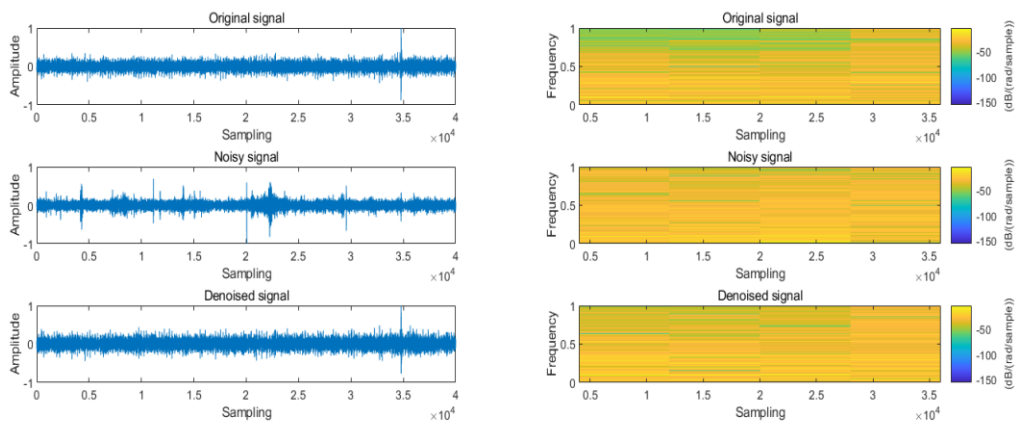 Original signal
Amplitude
1
0
-1
0 0.5 1 1.5 2 2.5 3 3.5 4
Sampling
×10⁴
Original signal
Frequency
1
0.5
0
0.5 1 1.5 2 2.5 3 3.5
Sampling
×10⁴
-50
-100
-150
(dB/(rad/sample))
Noisy signal
Amplitude
1
0
-1
0 0.5 1 1.5 2 2.5 3 3.5 4
Sampling
×10⁴
Noisy signal
Frequency
1
0.5
0
0.5 1 1.5 2 2.5 3 3.5
Sampling
×10⁴
-50
-100
-150
(dB/(rad/sample))
Denoised signal
Amplitude
1
0
-1
0 0.5 1 1.5 2 2.5 3 3.5 4
Sampling
×10⁴
Denoised signal
Frequency
1
0.5
0
0.5 1 1.5 2 2.5 3 3.5
Sampling
×10⁴
-50
-100
-150
(dB/(rad/sample))